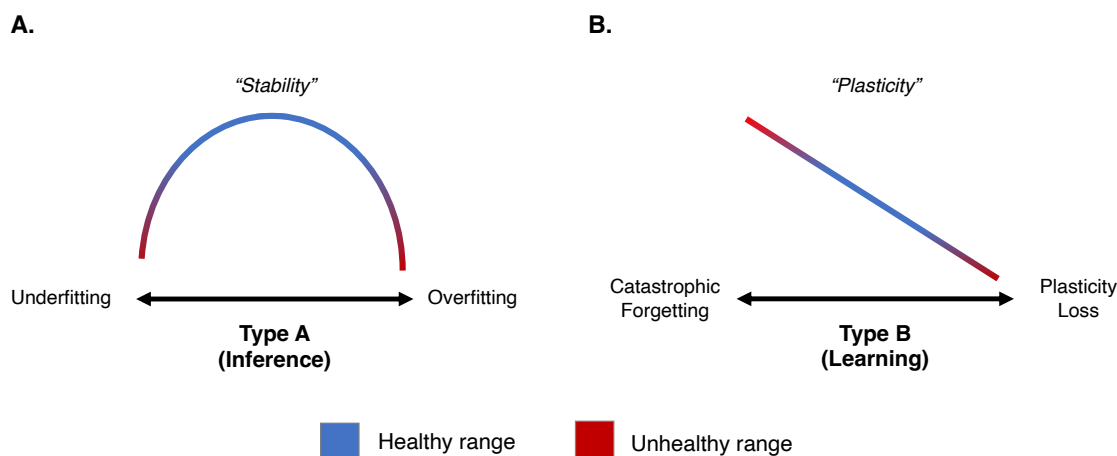 A.
“Stability”
Underfitting
Overfitting
Type A
(Inference)
B.
“Plasticity”
Catastrophic
Forgetting
Plasticity
Loss
Type B
(Learning)
Healthy range
Unhealthy range